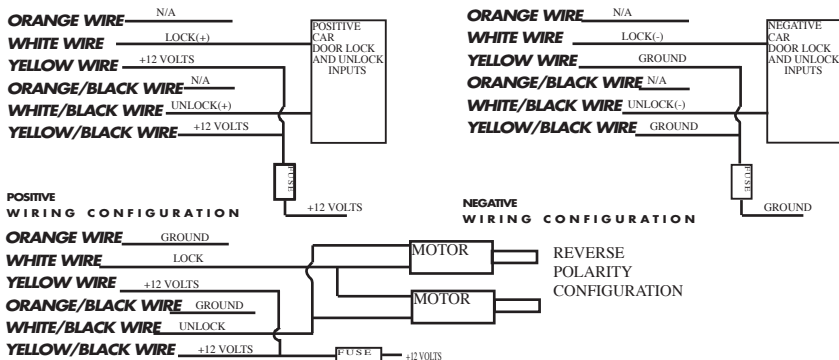 ORANGE WIRE N/A
WHITE WIRE LOCK(+)
YELLOW WIRE +12 VOLTS
ORANGE/BLACK WIRE N/A
WHITE/BLACK WIRE UNLOCK(+)
YELLOW/BLACK WIRE +12 VOLTS
POSITIVE
CAR
DOOR LOCK
AND UNLOCK
INPUTS
FUSE
+12 VOLTS
POSITIVE
WIRING CONFIGURATION
ORANGE WIRE N/A
WHITE WIRE LOCK(-)
YELLOW WIRE GROUND
ORANGE/BLACK WIRE N/A
WHITE/BLACK WIRE UNLOCK(-)
YELLOW/BLACK WIRE GROUND
NEGATIVE
CAR
DOOR LOCK
AND UNLOCK
INPUTS
FUSE
GROUND
NEGATIVE
WIRING CONFIGURATION
ORANGE WIRE GROUND
WHITE WIRE LOCK
YELLOW WIRE +12 VOLTS
ORANGE/BLACK WIRE GROUND
WHITE/BLACK WIRE UNLOCK
YELLOW/BLACK WIRE +12 VOLTS
FUSE
+12 VOLTS
MOTOR
MOTOR
REVERSE
POLARITY
CONFIGURATION